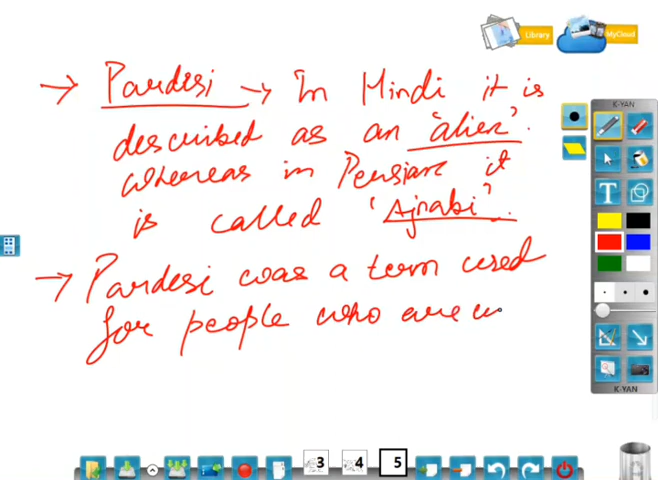 Library
MyCloud
→ Pardesi → In Hindi it is
described as an 'alien'.
whereas in Persian it
is called 'Ajnabi'.
→ Pardesi was a term used
for people who are
K-YAN
T
K-YAN
3 4 5